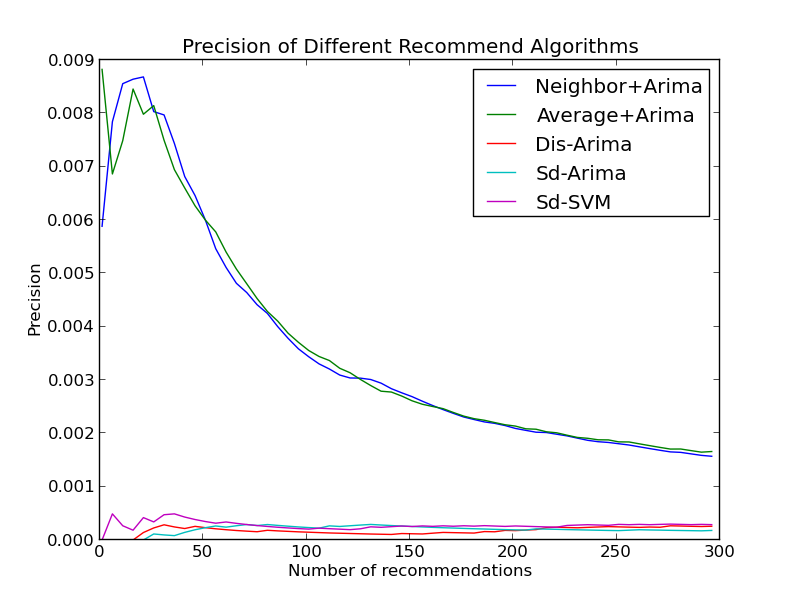 Precision of Different Recommend Algorithms
0.009
0.008
0.007
0.006
0.005
0.004
0.003
0.002
0.001
0.000
Precision
Neighbor+Arima
Average+Arima
Dis-Arima
Sd-Arima
Sd-SVM
0 50 100 150 200 250 300
Number of recommendations